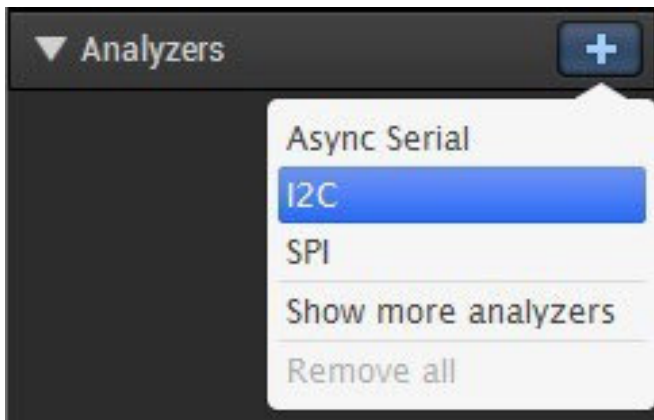 Analyzers
Async Serial
I2C
SPI
Show more analyzers
Remove all